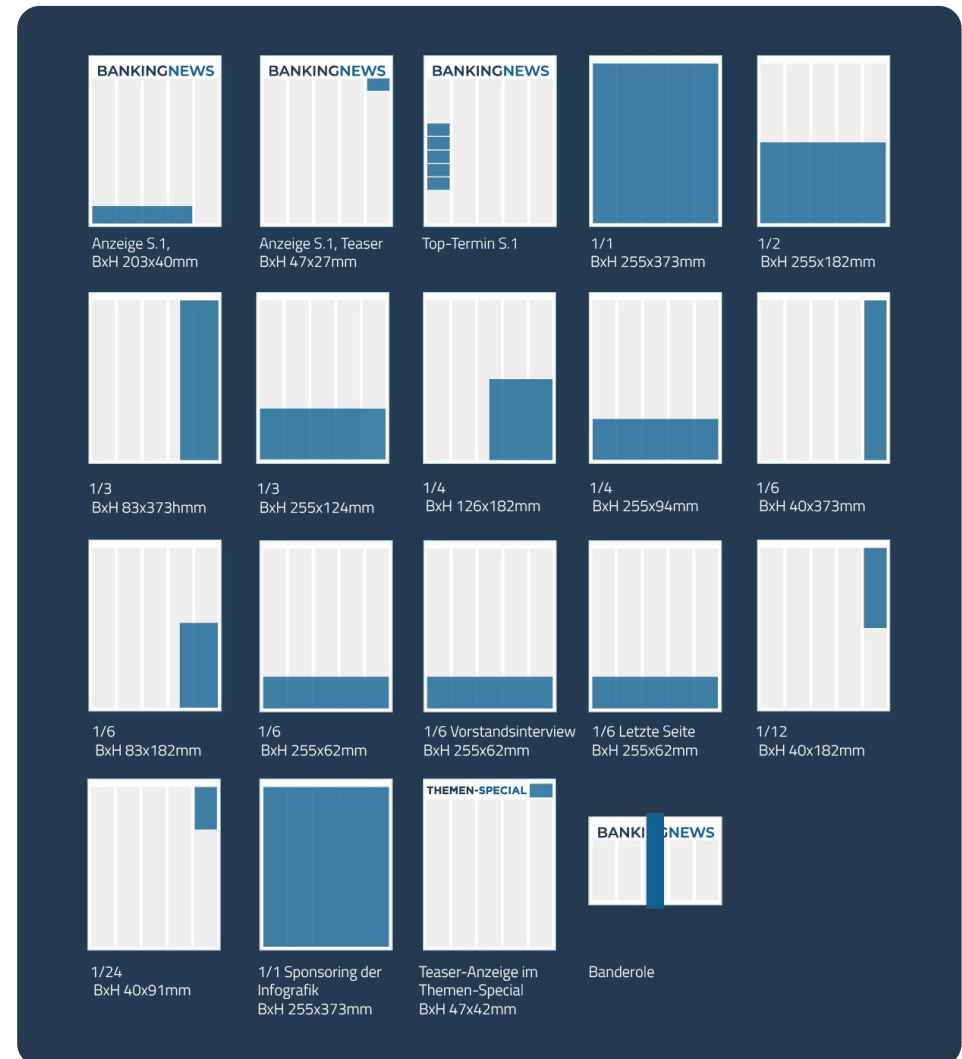 BANKINGNEWS
Anzeige S.1,
BxH 203x40mm
BANKINGNEWS
Anzeige S.1, Teaser
BxH 47x27mm
BANKINGNEWS
Top-Termin S.1
1/1
BxH 255x373mm
1/2
BxH 255x182mm
1/3
BxH 83x373hmm
1/3
BxH 255x124mm
1/4
BxH 126x182mm
1/4
BxH 255x94mm
1/6
BxH 40x373mm
1/6
BxH 83x182mm
1/6
BxH 255x62mm
1/6 Vorstandsinterview
BxH 255x62mm
1/6 Letzte Seite
BxH 255x62mm
1/12
BxH 40x182mm
1/24
BxH 40x91mm
1/1 Sponsoring der
Infografik
BxH 255x373mm
THEMEN-SPECIAL
Teaser-Anzeige im
Themen-Special
BxH 47x42mm
BANKI GNEWS
Banderole